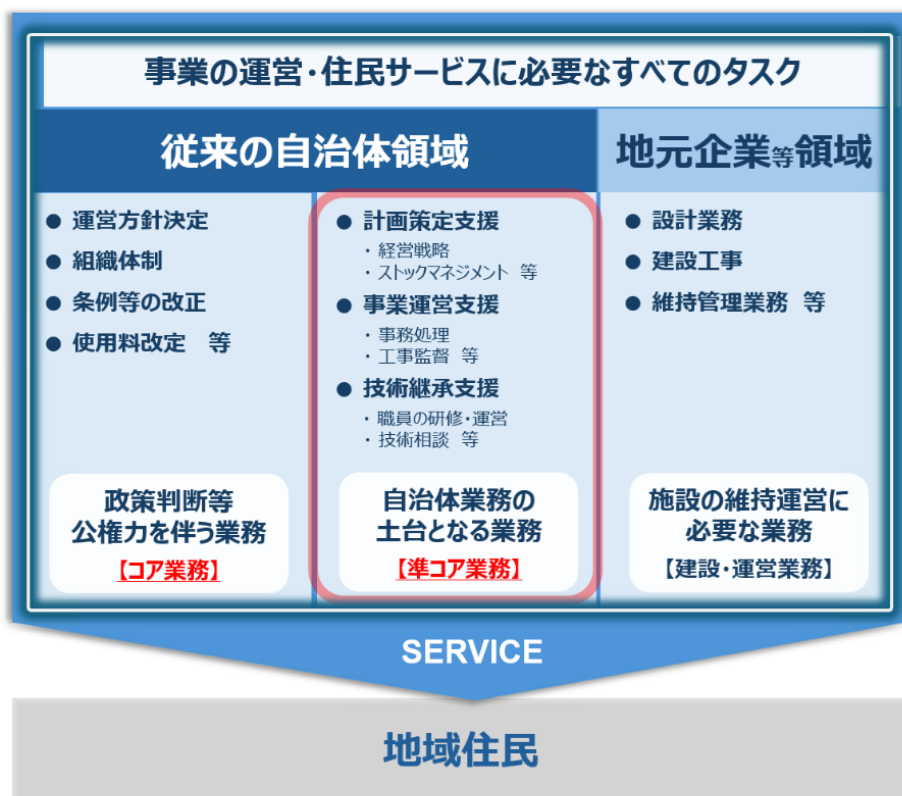 事業の運営・住民サービスに必要なすべてのタスク
従来の自治体領域
地元企業等領域
● 運営方針決定
● 組織体制
● 条例等の改正
● 使用料改定 等
政策判断等
公権力を伴う業務
【コア業務】
● 計画策定支援
・経営戦略
・ストックマネジメント 等
● 事業運営支援
・事務処理
・工事監督 等
● 技術継承支援
・職員の研修・運営
・技術相談 等
自治体業務の
土台となる業務
【準コア業務】
● 設計業務
● 建設工事
● 維持管理業務 等
施設の維持運営に
必要な業務
【建設・運営業務】
SERVICE
地域住民